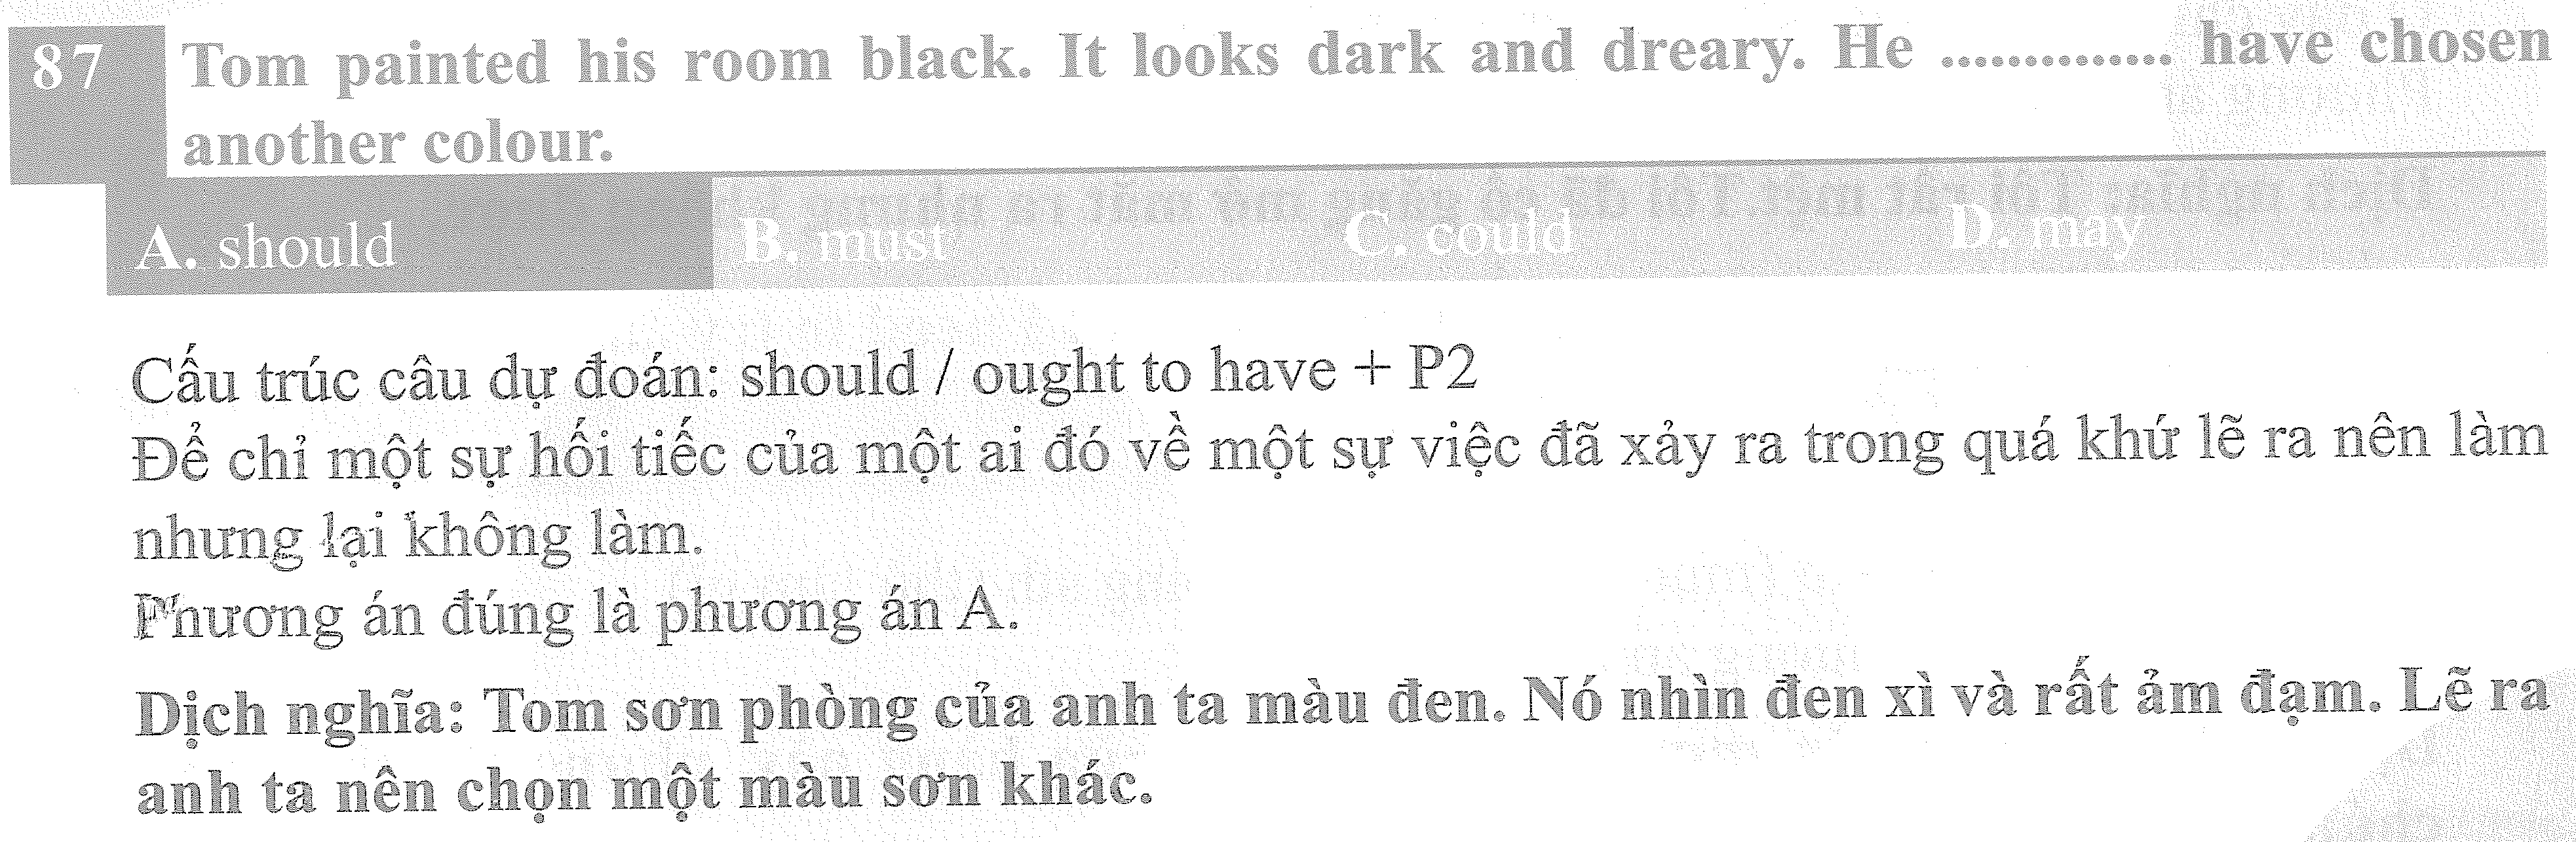 87 Tom painted his room black. It looks dark and dreary. He ............. have chosen
another colour.
A. should B. must C. could D. may
Cấu trúc câu dự đoán: should / ought to have + P2
Để chỉ một sự hối tiếc của một ai đó về một sự việc đã xảy ra trong quá khứ lẽ ra nên làm
nhưng lại không làm.
Phương án đúng là phương án A.
Dịch nghĩa: Tom sơn phòng của anh ta màu đen. Nó nhìn đen xì và rất ảm đạm. Lẽ ra
anh ta nên chọn một màu sơn khác.